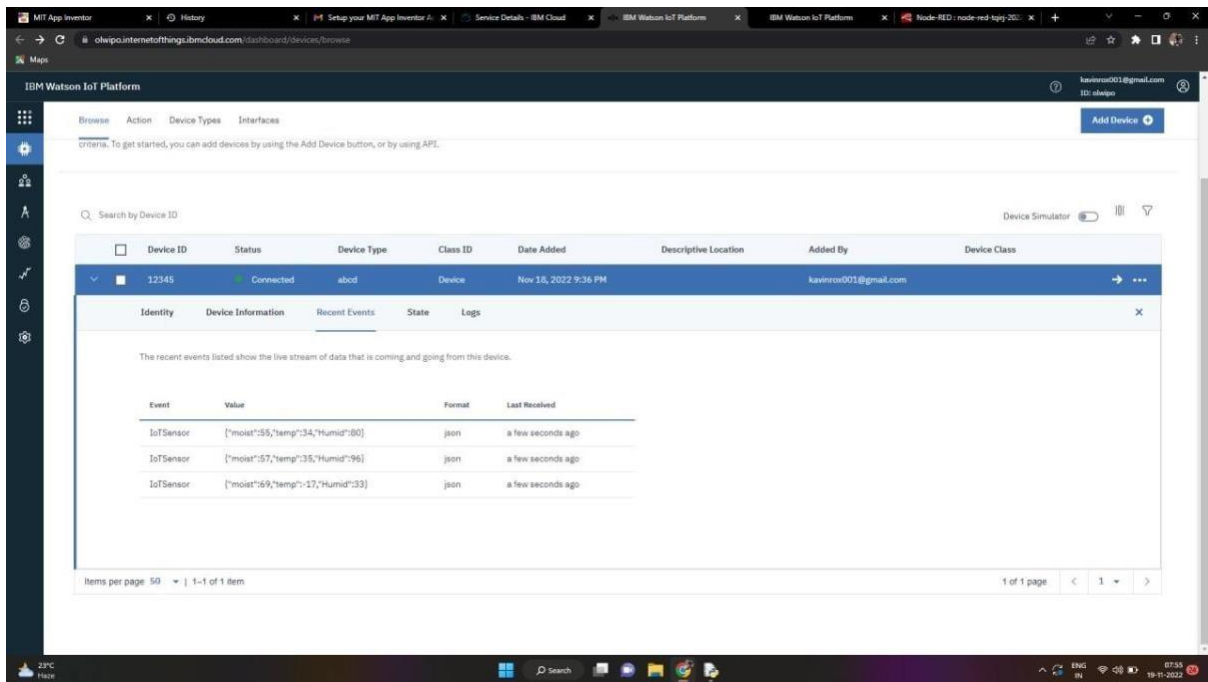 MIT App Inventor
History
Setup your MIT App Inventor A
Service Details - IBM Cloud
IBM Watson IoT Platform
IBM Watson IoT Platform
Node-RED : node-red-tqirj-202
olwipo.internetofthings.ibmcloud.com/dashboard/devices/browse
Maps
IBM Watson IoT Platform
kavinrox001@gmail.com
ID: olwipo
Browse Action Device Types Interfaces
Add Device
criteria. To get started, you can add devices by using the Add Device button, or by using API.
Search by Device ID
Device Simulator
Device ID Status Device Type Class ID Date Added Descriptive Location Added By Device Class
12345 Connected abcd Device Nov 18, 2022 9:36 PM kavinrox001@gmail.com
Identity Device Information Recent Events State Logs
The recent events listed show the live stream of data that is coming and going from this device.
Event Value Format Last Received
IoTSensor {"moist":55,"temp":34,"Humid":80} json a few seconds ago
IoTSensor {"moist":57,"temp":35,"Humid":96} json a few seconds ago
IoTSensor {"moist":69,"temp":-17,"Humid":33} json a few seconds ago
Items per page 50 | 1–1 of 1 item
1 of 1 page 1
23°C
Haze
Search
ENG
IN
07:55
19-11-2022